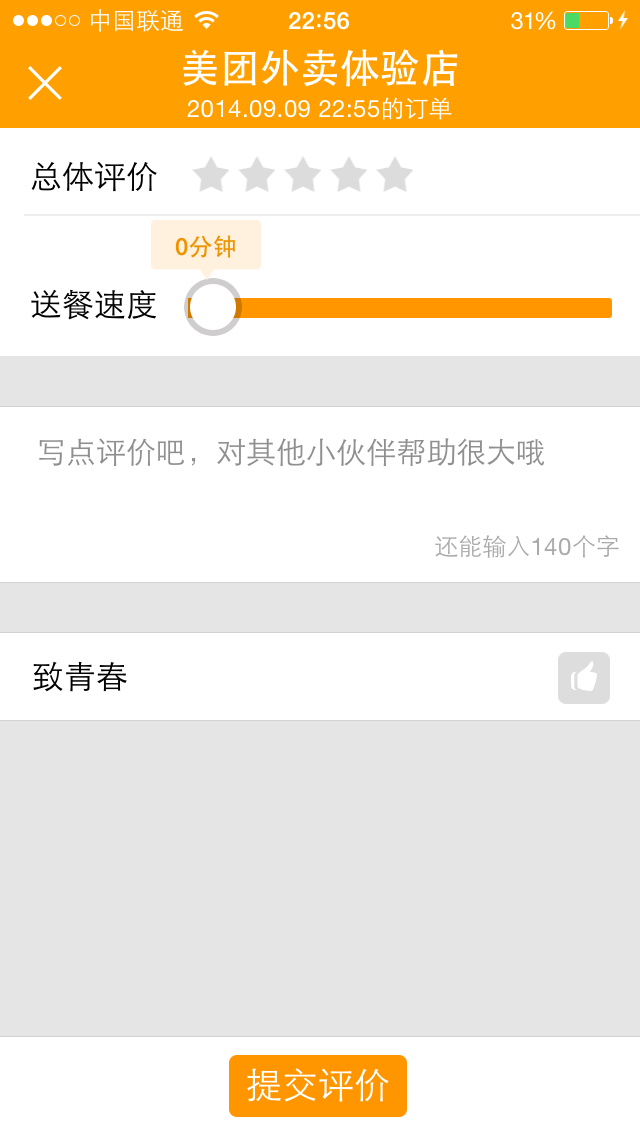 中国联通 22:56 31%
美团外卖体验店
2014.09.09 22:55的订单
总体评价
0分钟
送餐速度
写点评价吧，对其他小伙伴帮助很大哦
还能输入140个字
致青春
提交评价